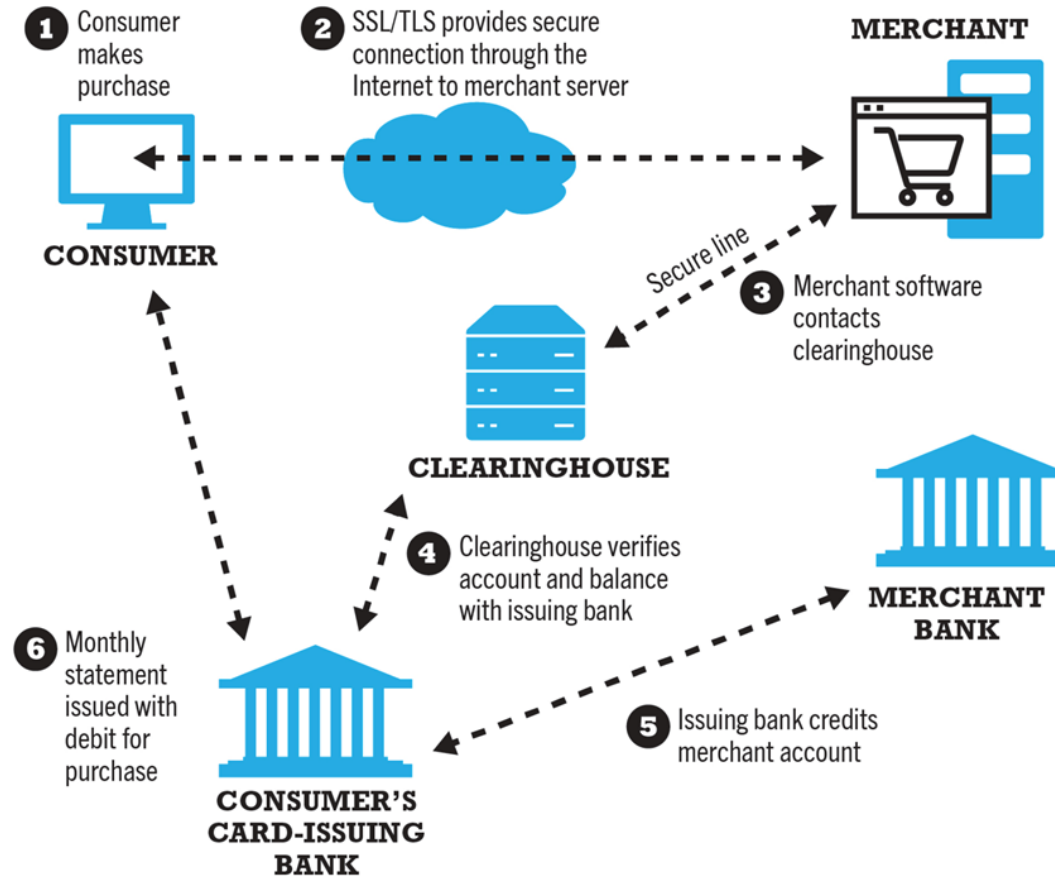 1 Consumer
makes
purchase
2 SSL/TLS provides secure
connection through the
Internet to merchant server
MERCHANT
CONSUMER
Secure line
3 Merchant software
contacts
clearinghouse
CLEARINGHOUSE
4 Clearinghouse verifies
account and balance
with issuing bank
MERCHANT
BANK
6 Monthly
statement
issued with
debit for
purchase
5 Issuing bank credits
merchant account
CONSUMER’S
CARD-ISSUING
BANK